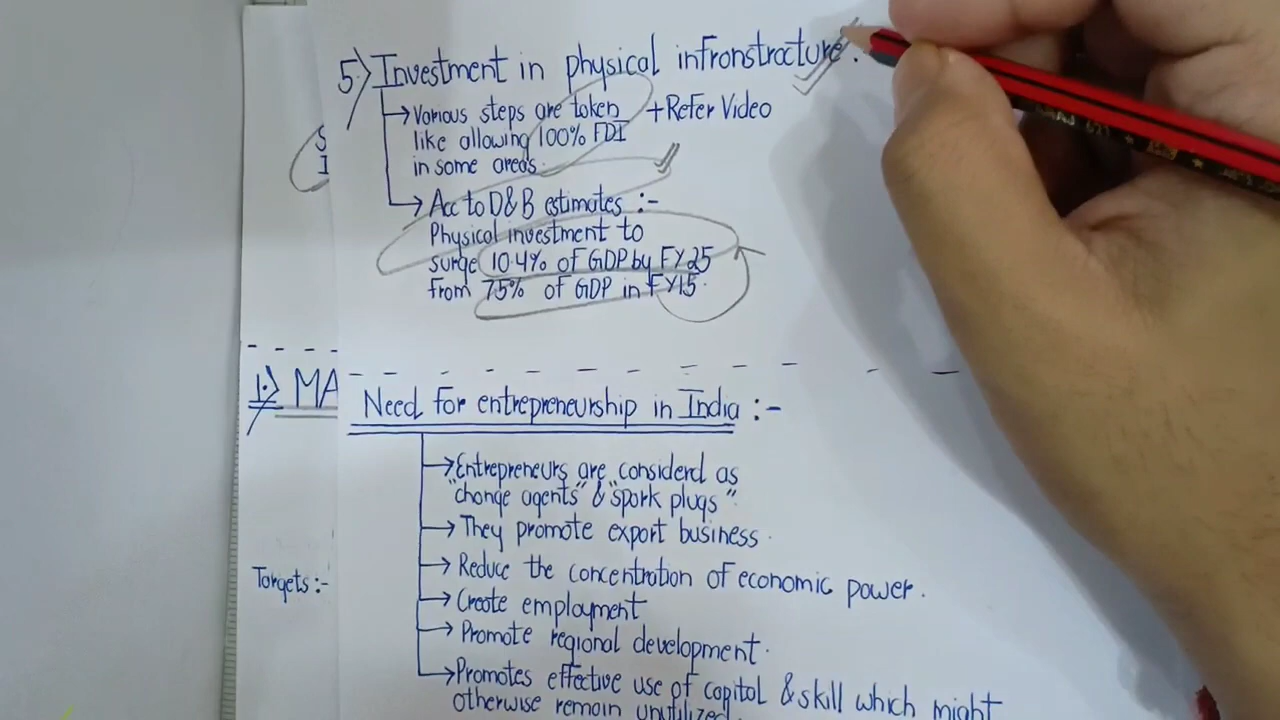 5) Investment in physical infronstracture.
→ Various steps are taken + Refer Video
like allowing 100% FDI
in some areas.
→ Acc to D&B estimates :-
Physical investment to
surge 10.4% of GDP by FY25
from 7.5% of GDP in FY15.
1.) MA
Need for entrepreneurship in India :-
→ Entrepreneurs are considerd as
"change agents" & "spark plugs".
→ They promote export business.
→ Reduce the concentration of economic power.
→ Create employment
→ Promote regional development.
Targets:-
→ Promotes effective use of capital & skill which might
otherwise remain unutilized.